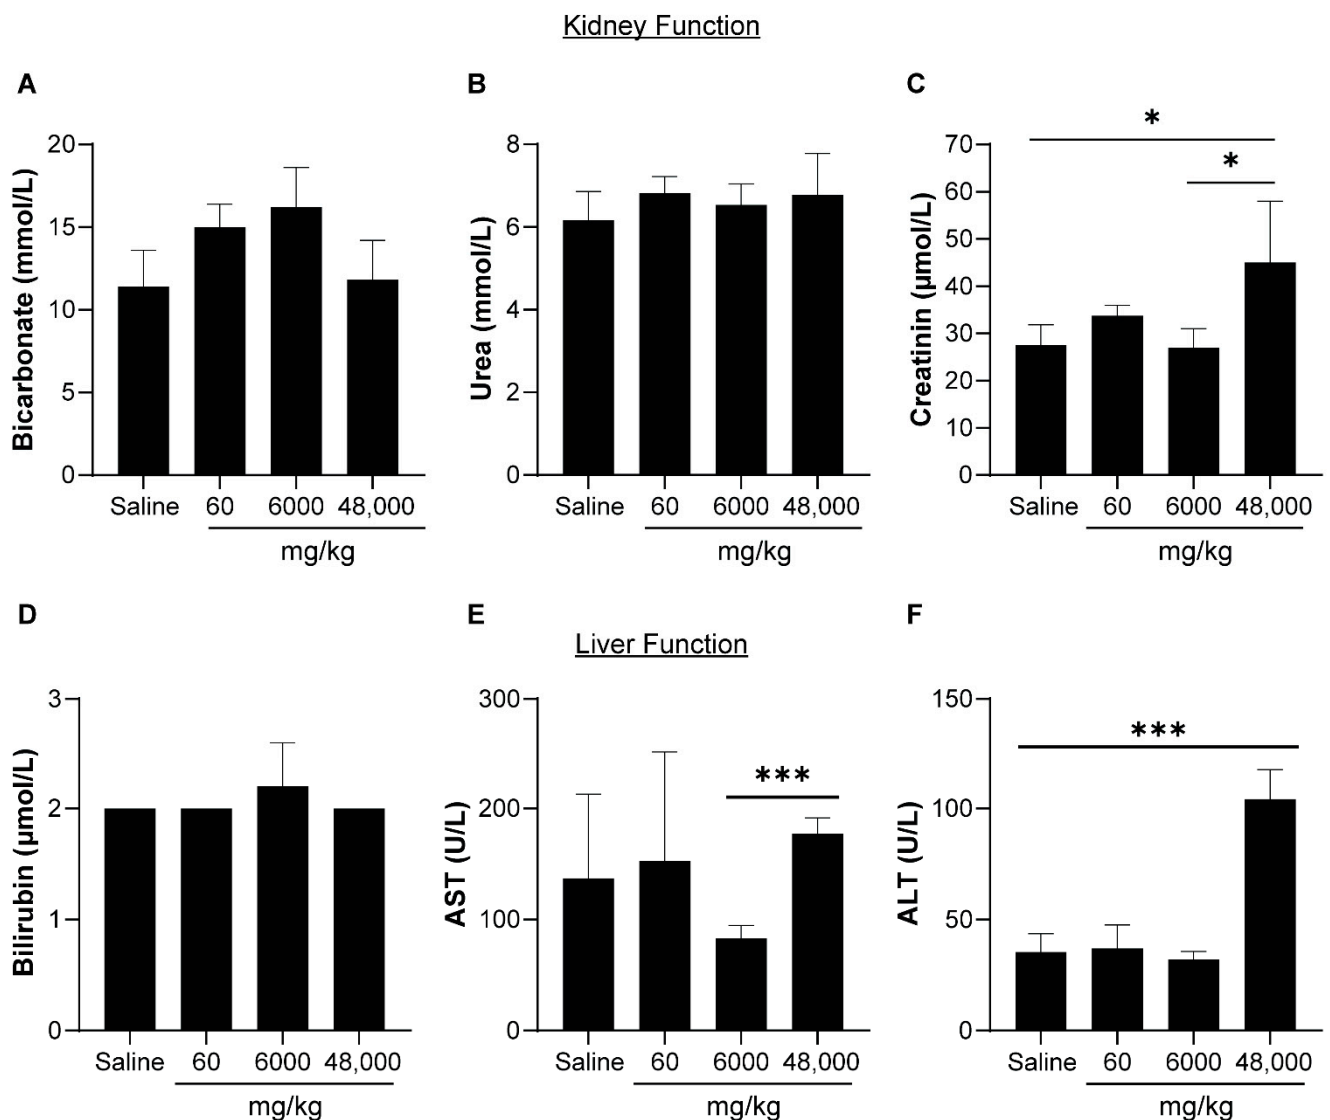 Kidney Function
A
Bicarbonate (mmol/L)
20
15
10
5
0
Saline 60 6000 48,000
mg/kg
B
Urea (mmol/L)
8
6
4
2
0
Saline 60 6000 48,000
mg/kg
C
Creatinin (µmol/L)
70
60
50
40
30
20
10
0
*
*
Saline 60 6000 48,000
mg/kg
Liver Function
D
Bilirubin (µmol/L)
3
2
1
0
Saline 60 6000 48,000
mg/kg
E
AST (U/L)
300
200
100
0
***
Saline 60 6000 48,000
mg/kg
F
ALT (U/L)
150
100
50
0
***
Saline 60 6000 48,000
mg/kg